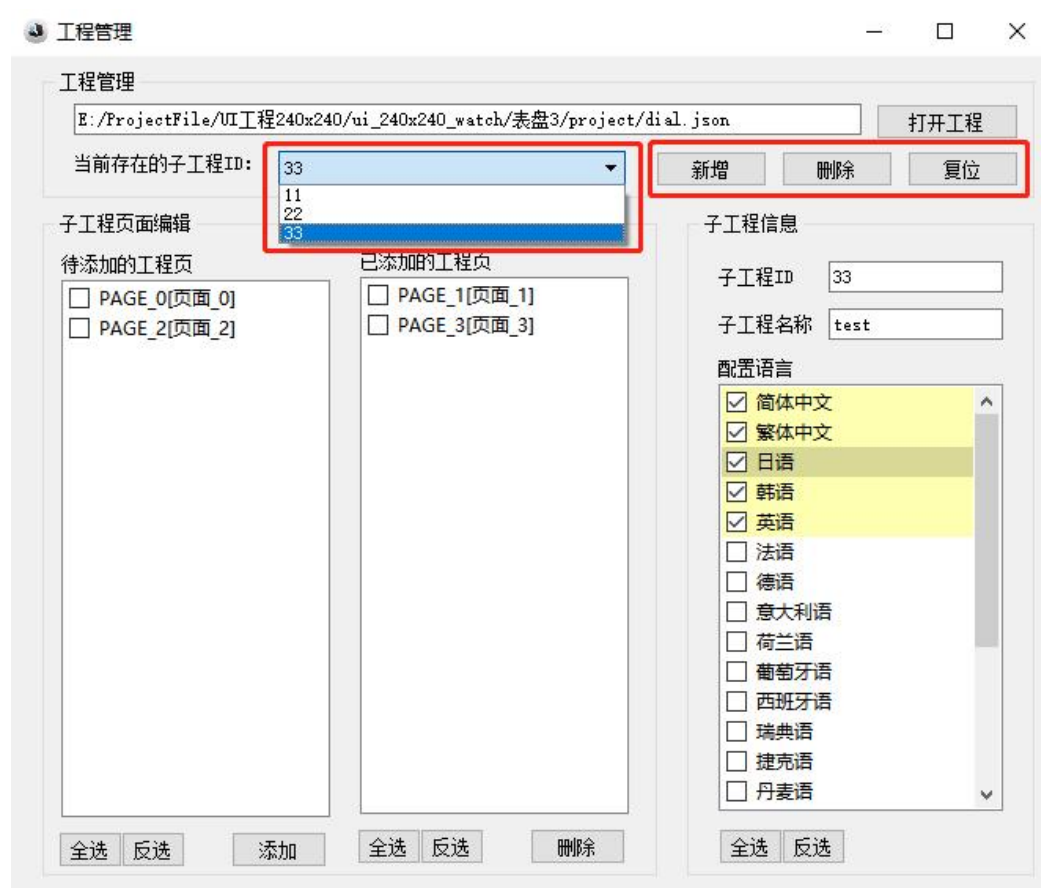 工程管理
工程管理
E:/ProjectFile/UI工程240x240/ui_240x240_watch/表盘3/project/dial.json
打开工程
当前存在的子工程ID:
33
新增
删除
复位
11
22
33
子工程页面编辑
待添加的工程页
PAGE_0[页面_0]
PAGE_2[页面_2]
全选
反选
添加
已添加的工程页
PAGE_1[页面_1]
PAGE_3[页面_3]
全选
反选
删除
子工程信息
子工程ID
33
子工程名称
test
配置语言
简体中文
繁体中文
日语
韩语
英语
法语
德语
意大利语
荷兰语
葡萄牙语
西班牙语
瑞典语
捷克语
丹麦语
全选
反选